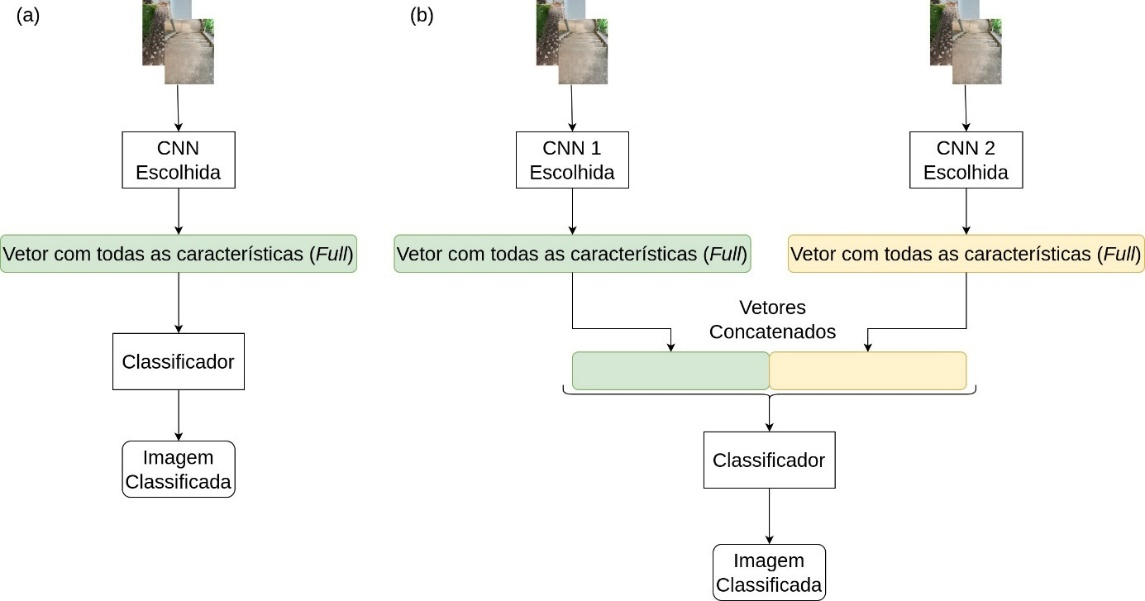 (a)
CNN
Escolhida
Vetor com todas as características (Full)
Classificador
Imagem
Classificada
(b)
CNN 1
Escolhida
CNN 2
Escolhida
Vetor com todas as características (Full)
Vetor com todas as características (Full)
Vetores
Concatenados
Classificador
Imagem
Classificada